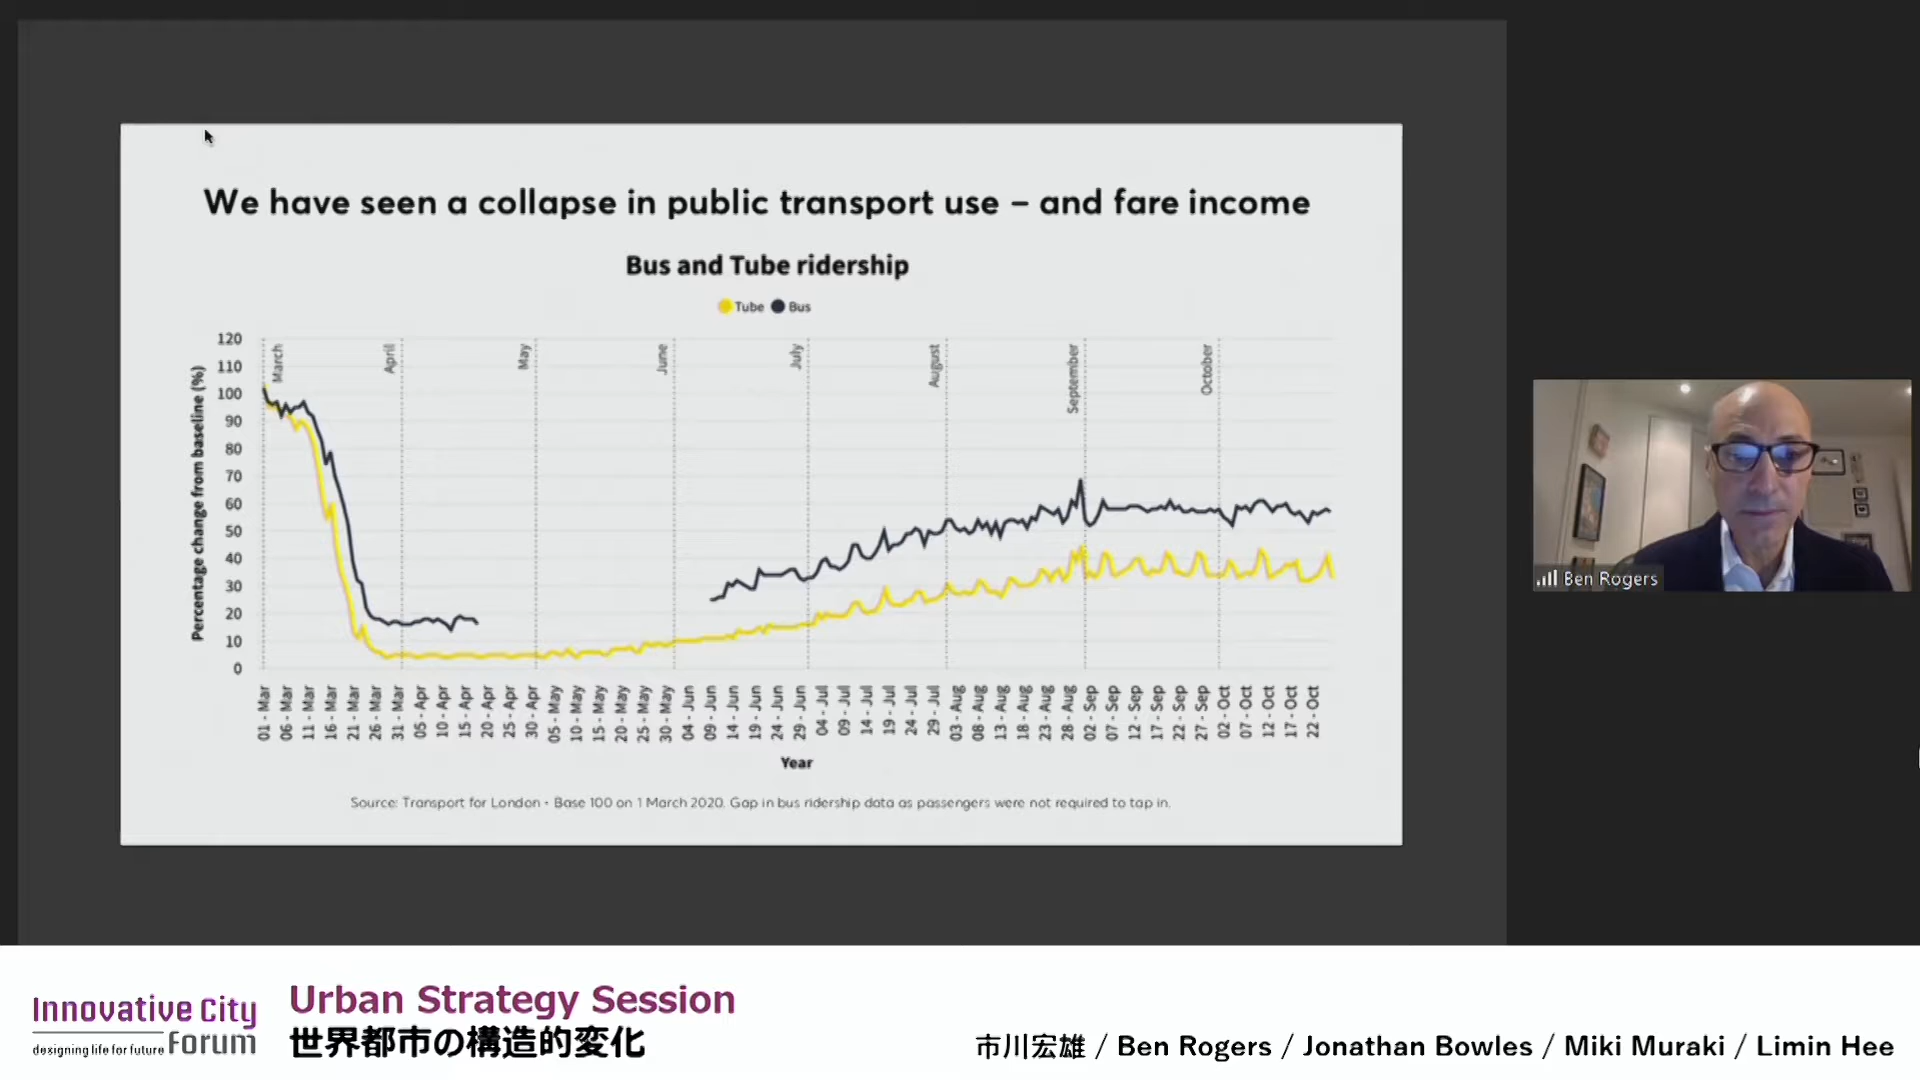 We have seen a collapse in public transport use – and fare income
Bus and Tube ridership
Tube Bus
Percentage change from baseline (%)
120
110
100
90
80
70
60
50
40
30
20
10
0
March
April
May
June
July
August
September
October
01 - Mar
06 - Mar
11 - Mar
16 - Mar
21 - Mar
26 - Mar
31 - Mar
05 - Apr
10 - Apr
15 - Apr
20 - Apr
25 - Apr
30 - Apr
05 - May
10 - May
15 - May
20 - May
25 - May
30 - May
04 - Jun
09 - Jun
14 - Jun
19 - Jun
24 - Jun
29 - Jun
04 - Jul
09 - Jul
14 - Jul
19 - Jul
24 - Jul
29 - Jul
03 - Aug
08 - Aug
13 - Aug
18 - Aug
23 - Aug
28 - Aug
02 - Sep
07 - Sep
12 - Sep
17 - Sep
22 - Sep
27 - Sep
02 - Oct
07 - Oct
12 - Oct
17 - Oct
22 - Oct
Year
Source: Transport for London • Base 100 on 1 March 2020. Gap in bus ridership data as passengers were not required to tap in.
Ben Rogers
Innovative City
designing life for future Forum
Urban Strategy Session
世界都市の構造的変化
市川宏雄 / Ben Rogers / Jonathan Bowles / Miki Muraki / Limin Hee